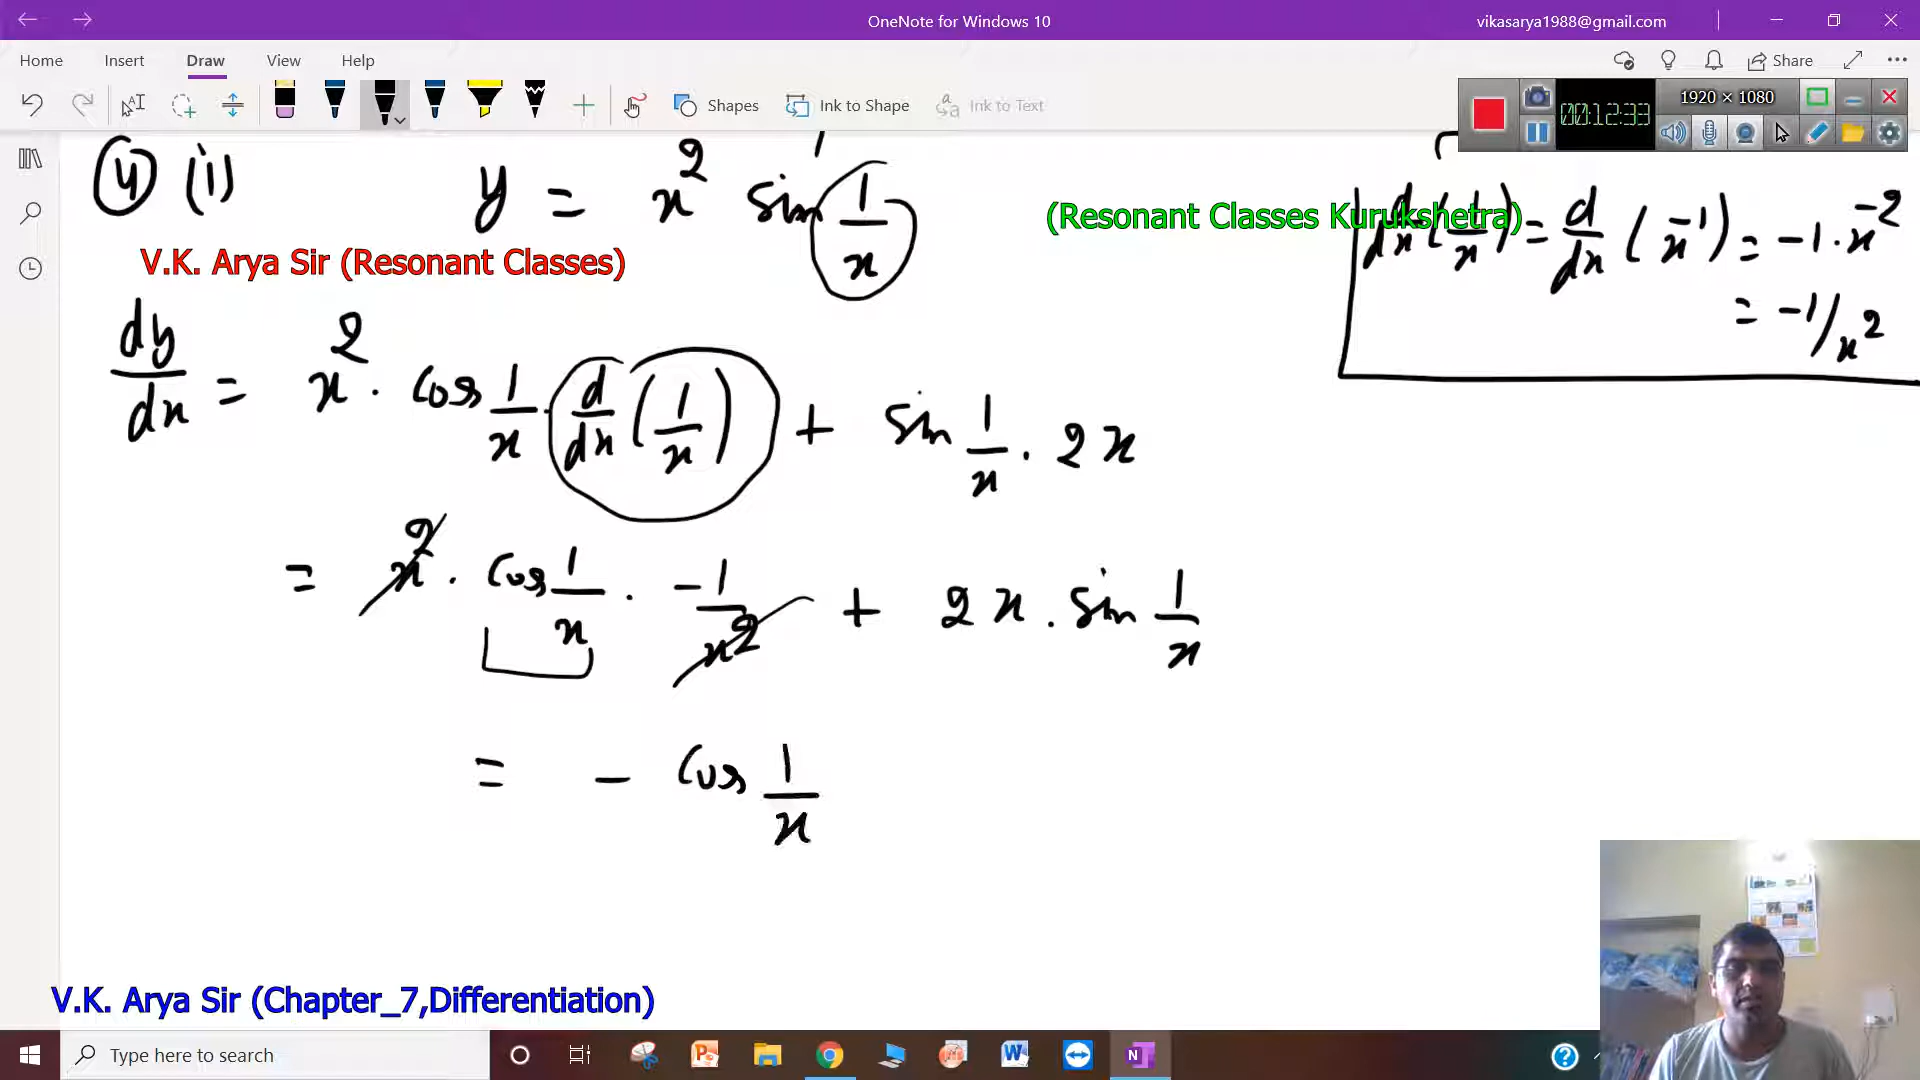 OneNote for Windows 10
vikasarya1988@gmail.com
Home Insert Draw View Help
Share
Shapes
Ink to Shape
Ink to Text
1920 × 1080
00:12:33
(4) (i) y = x² sin 1/x
(Resonant Classes Kurukshetra)
d/dx (1/x) = d/dx (x⁻¹) = -1·x⁻²
= -1/x²
V.K. Arya Sir (Resonant Classes)
dy/dx = x² · cos 1/x · d/dx (1/x) + sin 1/x · 2x
= x² · cos 1/x · -1/x² + 2x · sin 1/x
= - cos 1/x
V.K. Arya Sir (Chapter_7,Differentiation)
Type here to search